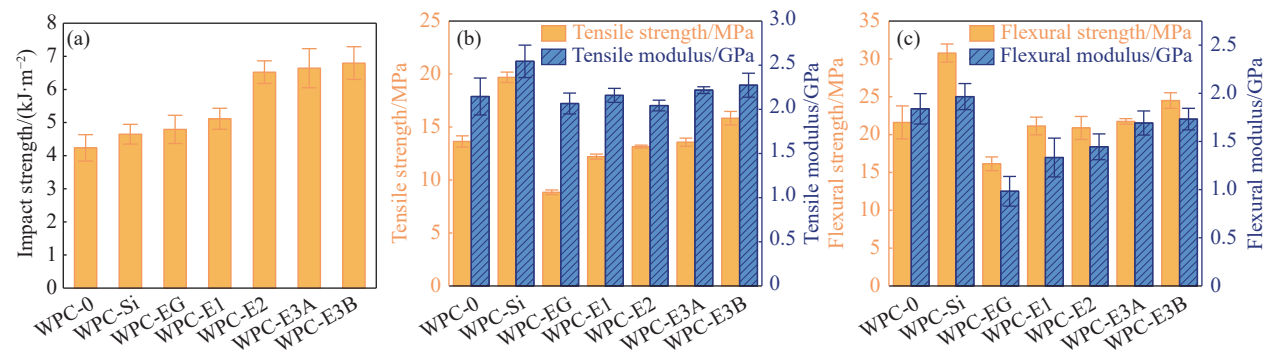 (a)
Impact strength/(kJ·m⁻²)
8
7
6
5
4
3
2
1
0
WPC-0
WPC-Si
WPC-EG
WPC-E1
WPC-E2
WPC-E3A
WPC-E3B
(b)
Tensile strength/MPa
Tensile modulus/GPa
Tensile strength/MPa
25
20
15
10
5
0
Tensile modulus/GPa
3.0
2.5
2.0
1.5
1.0
0.5
0
WPC-0
WPC-Si
WPC-EG
WPC-E1
WPC-E2
WPC-E3A
WPC-E3B
(c)
Flexural strength/MPa
Flexural modulus/GPa
Flexural strength/MPa
35
30
25
20
15
10
5
0
Flexural modulus/GPa
2.5
2.0
1.5
1.0
0.5
0
WPC-0
WPC-Si
WPC-EG
WPC-E1
WPC-E2
WPC-E3A
WPC-E3B